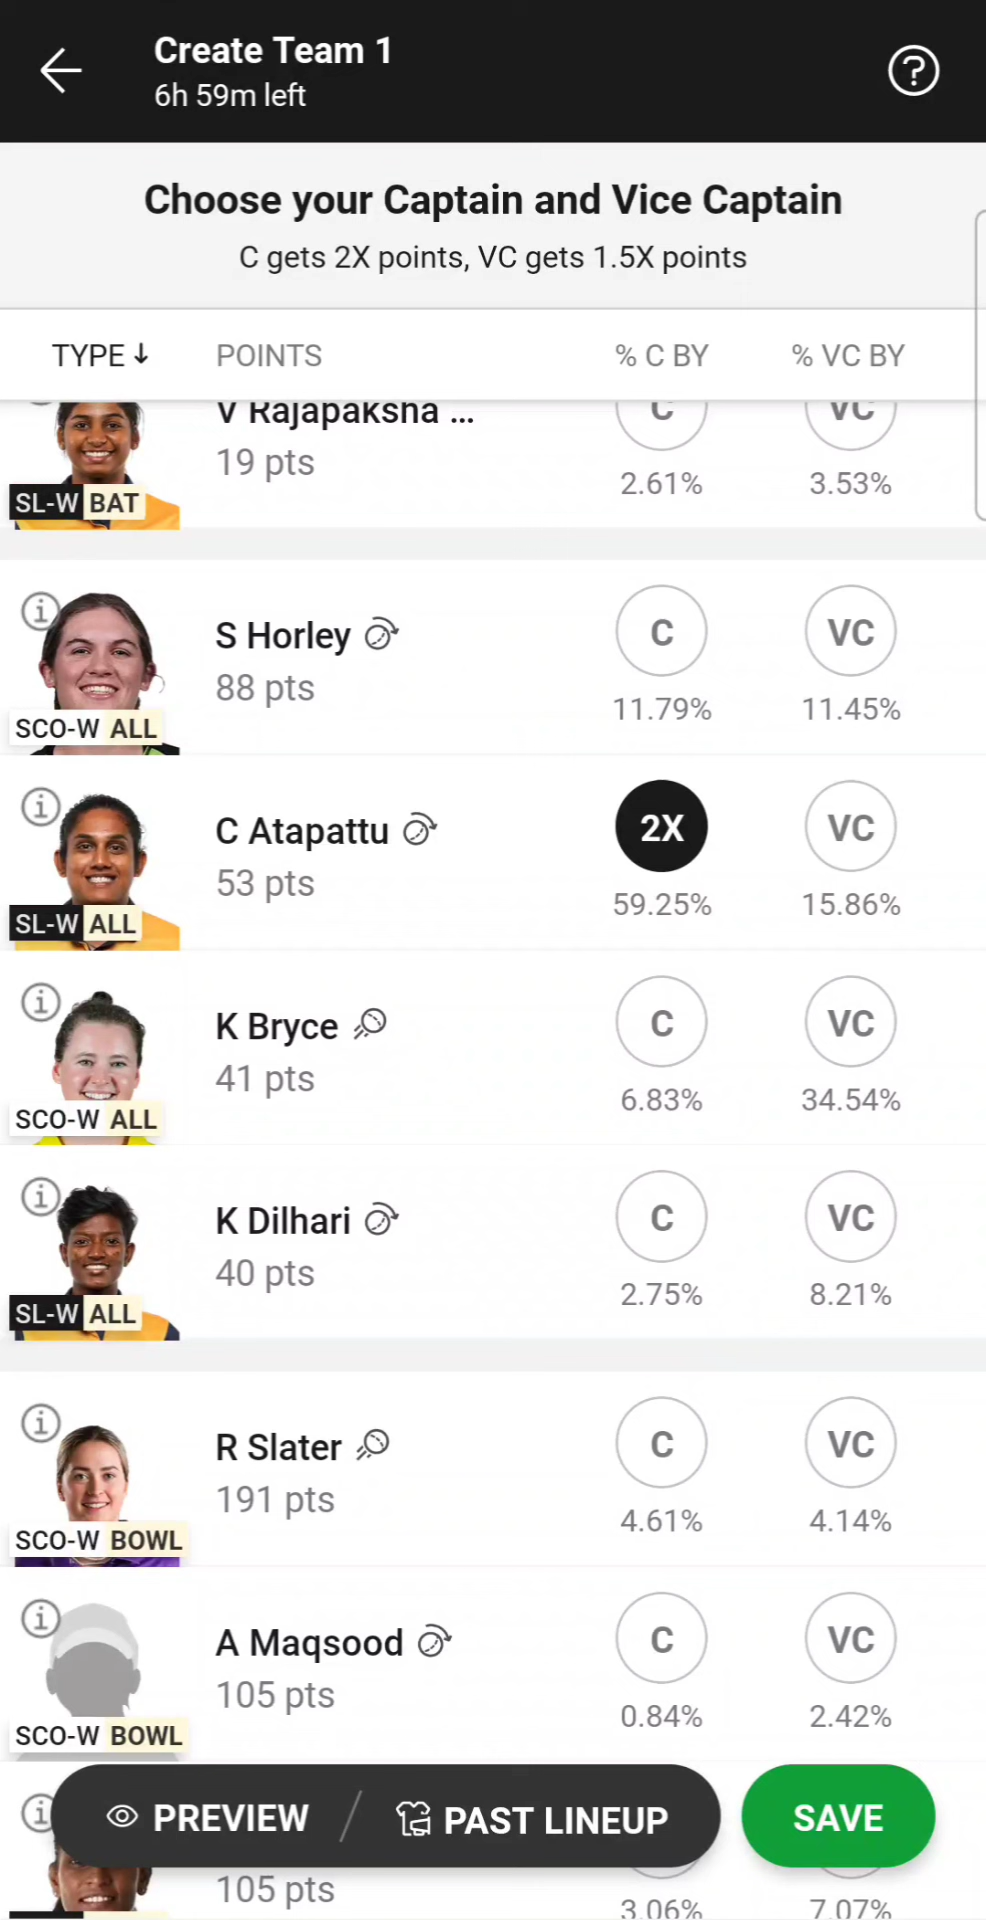 Create Team 1
6h 59m left
Choose your Captain and Vice Captain
C gets 2X points, VC gets 1.5X points
TYPE POINTS % C BY % VC BY
V Rajapaksha ... C VC
19 pts
2.61% 3.53%
SL-W BAT
S Horley C VC
88 pts
11.79% 11.45%
SCO-W ALL
C Atapattu 2X VC
53 pts
59.25% 15.86%
SL-W ALL
K Bryce C VC
41 pts
6.83% 34.54%
SCO-W ALL
K Dilhari C VC
40 pts
2.75% 8.21%
SL-W ALL
R Slater C VC
191 pts
4.61% 4.14%
SCO-W BOWL
A Maqsood C VC
105 pts
0.84% 2.42%
SCO-W BOWL
PREVIEW / PAST LINEUP SAVE
105 pts
3.06% 7.07%